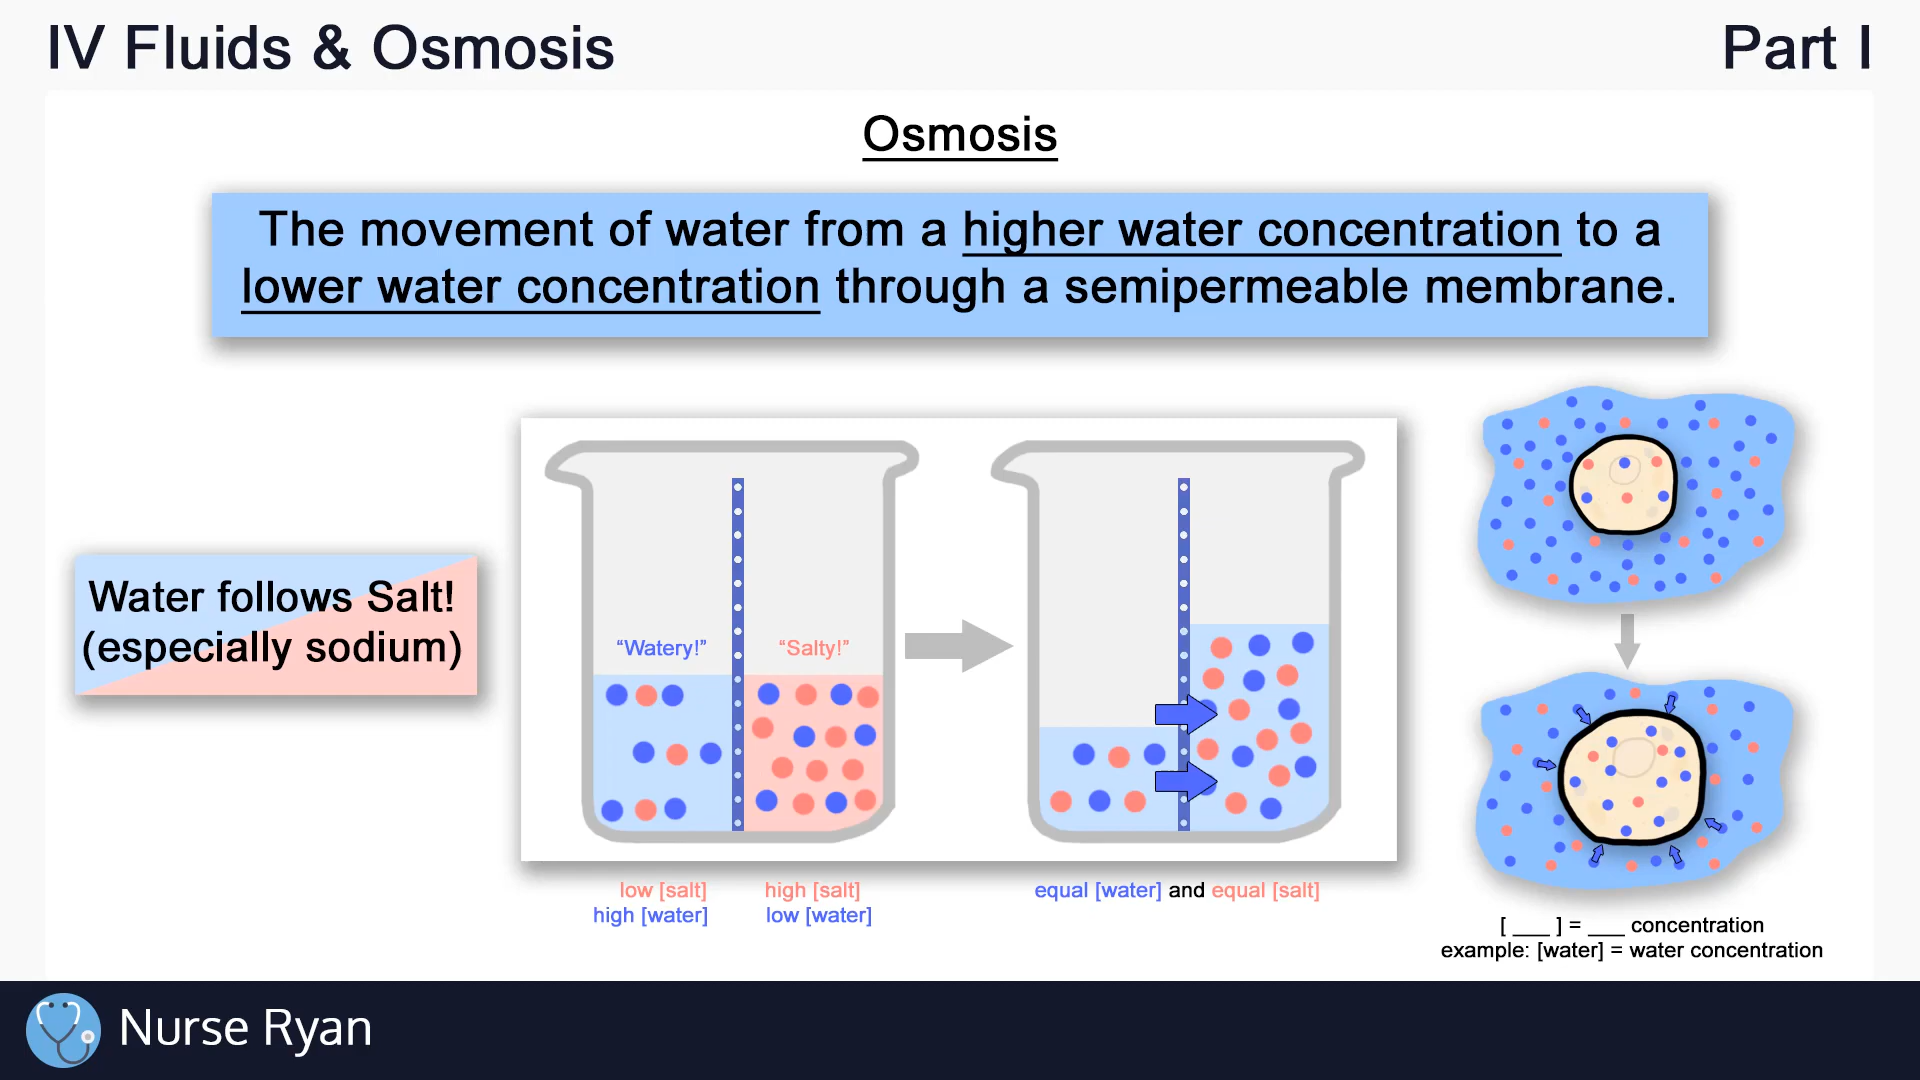 IV Fluids & Osmosis
Part I
Osmosis
The movement of water from a higher water concentration to a
lower water concentration through a semipermeable membrane.
Water follows Salt!
(especially sodium)
“Watery!”
“Salty!”
low [salt]
high [water]
high [salt]
low [water]
equal [water] and equal [salt]
[ ___ ] = ___ concentration
example: [water] = water concentration
Nurse Ryan